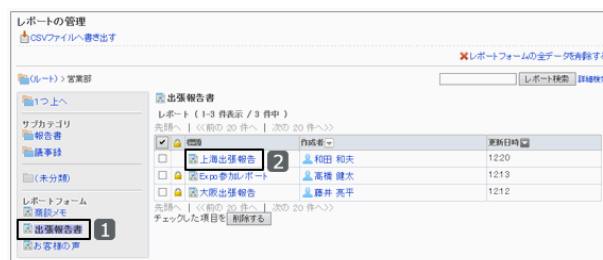 レポートの管理
CSVファイルへ書き出す
レポートフォームの全データを削除する
(ルート) > 営業部
レポート検索 詳細検索
1つ上へ
サブカテゴリ
報告書
議事録
(未分類)
レポートフォーム
商談メモ
出張報告書 1
お客様の声
出張報告書
レポート ( 1-3 件表示 / 3 件中 )
先頭へ | <<前の 20 件へ | 次の 20 件へ>>
標題 作成者 更新日時
上海出張報告 2 和田 和夫 12:20
Expo参加レポート 高橋 健太 12:13
大阪出張報告 藤井 亮平 12:12
先頭へ | <<前の 20 件へ | 次の 20 件へ>>
チェックした項目を 削除する